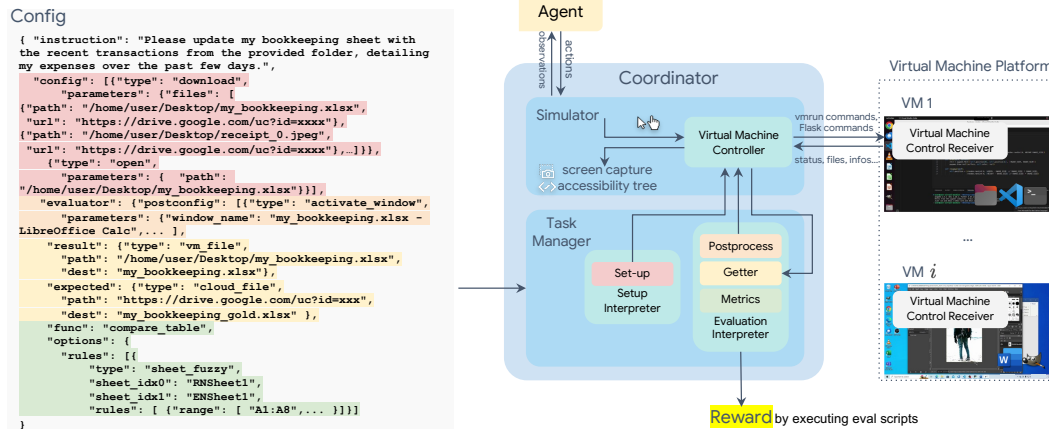 Config
{ "instruction": "Please update my bookkeeping sheet with
the recent transactions from the provided folder, detailing
my expenses over the past few days.",
"config": [{"type": "download",
"parameters": {"files": [
{"path": "/home/user/Desktop/my_bookkeeping.xlsx",
"url": "https://drive.google.com/uc?id=xxxx"},
{"path": "/home/user/Desktop/receipt_0.jpeg",
"url": "https://drive.google.com/uc?id=xxxx"},…]}},
{"type": "open",
"parameters": { "path":
"/home/user/Desktop/my_bookkeeping.xlsx"}}],
"evaluator": {"postconfig": [{"type": "activate_window",
"parameters": {"window_name": "my_bookkeeping.xlsx -
LibreOffice Calc",... ],
"result": {"type": "vm_file",
"path": "/home/user/Desktop/my_bookkeeping.xlsx",
"dest": "my_bookkeeping.xlsx"},
"expected": {"type": "cloud_file",
"path": "https://drive.google.com/uc?id=xxx",
"dest": "my_bookkeeping_gold.xlsx" },
"func": "compare_table",
"options": {
"rules": [{
"type": "sheet_fuzzy",
"sheet_idx0": "RNSheet1",
"sheet_idx1": "ENSheet1",
"rules": [ {"range": [ "A1:A8",... ]}]}]
}
Agent
observations
actions
Coordinator
Simulator
Virtual Machine
Controller
screen capture
accessibility tree
vmrun commands,
Flask commands
status, files, infos...
Task
Manager
Set-up
Setup
Interpreter
Postprocess
Getter
Metrics
Evaluation
Interpreter
Reward by executing eval scripts
Virtual Machine Platform
VM 1
Virtual Machine
Control Receiver
...
VM i
Virtual Machine
Control Receiver
W